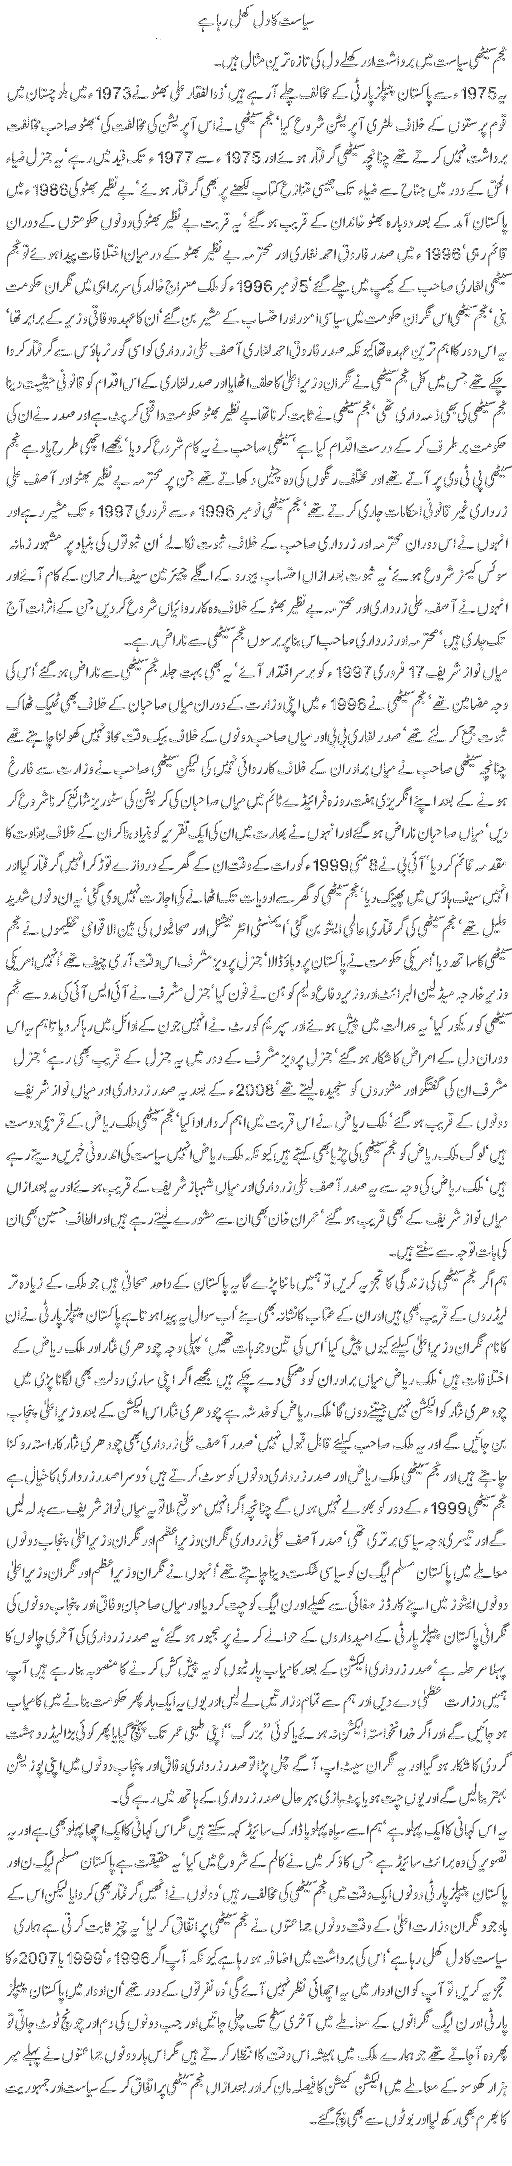 سیاست کا دل کھل رہا ہے
نجم سیٹھی سیاست میں برداشت اور کھلے دل کی تازہ ترین مثال ہیں۔
یہ 1975ء سے پاکستان پیپلز پارٹی کے مخالف چلے آ رہے ہیں' ذوالفقار علی بھٹو نے 1973ء میں بلوچستان میں
قوم پرستوں کے خلاف ملٹری آپریشن شروع کیا' نجم سیٹھی نے اس آپریشن کی مخالفت کی' بھٹو صاحب مخالفت
برداشت نہیں کرتے تھے چنانچہ سیٹھی گرفتار ہوئے اور 1975ء سے 1977ء تک قید میں رہے' یہ جنرل ضیاء
الحق کے دور میں جناح سے ضیاء تک جیسی متنازع کتاب لکھنے پر بھی گرفتار ہوئے' بے نظیر بھٹو کی 1986ء میں
پاکستان آمد کے بعد دوبارہ بھٹو خاندان کے قریب ہو گئے' یہ قربت بے نظیر بھٹو کی دونوں حکومتوں کے دوران
قائم رہی' 1996ء میں صدر فاروق احمد لغاری اور محترمہ بے نظیر بھٹو کے درمیان اختلافات پیدا ہوئے تو نجم
سیٹھی لغاری صاحب کے کیمپ میں چلے گئے' 5 نومبر 1996ء کو ملک معراج خالد کی سربراہی میں نگران حکومت
بنی' نجم سیٹھی اس نگران حکومت میں سیاسی امور اور احتساب کے مشیر بن گئے' ان کا عہدہ وفاقی وزیر کے برابر تھا'
یہ اس دور کا اہم ترین عہدہ تھا کیونکہ صدر فاروق احمد لغاری آصف علی زرداری کو اسی گورنر ہاؤس سے گرفتار کروا
چکے تھے جس میں کل نجم سیٹھی نے نگران وزیراعلیٰ کا حلف اٹھایا اور صدر لغاری کے اس اقدام کو قانونی حیثیت دینا
نجم سیٹھی کی بھی ذمہ داری تھی' نجم سیٹھی نے ثابت کرنا تھا بے نظیر بھٹو حکومت واقعی کرپٹ ہے اور صدر نے ان کی
حکومت برطرف کر کے درست اقدام کیا ہے' سیٹھی صاحب نے یہ کام شروع کر دیا' مجھے اچھی طرح یاد ہے نجم
سیٹھی پی ٹی وی پر آتے تھے اور مختلف رنگوں کی وہ چٹیں دکھاتے تھے جن پر محترمہ بے نظیر بھٹو اور آصف علی
زرداری غیر قانونی احکامات جاری کرتے تھے' نجم سیٹھی نومبر 1996ء سے فروری 1997ء تک مشیر رہے اور
انہوں نے اس دوران محترمہ اور زرداری صاحب کے خلاف ثبوت نکالے' ان ثبوتوں کی بنیاد پر مشہور زمانہ
سوئس کیسز شروع ہوئے' یہ ثبوت بعد ازاں احتساب بیورو کے اگلے چیئرمین سیف الرحمان کے کام آئے اور
انہوں نے آصف علی زرداری اور محترمہ بے نظیر بھٹو کے خلاف وہ کارروائیاں شروع کر دیں جن کے اثرات آج
تک جاری ہیں' محترمہ اور زرداری صاحب اس بنا پر برسوں نجم سیٹھی سے ناراض رہے۔
میاں نواز شریف 17 فروری 1997ء کو برسراقتدار آئے' یہ بھی بہت جلد نجم سیٹھی سے ناراض ہو گئے' اس کی
وجہ مضامین تھے' نجم سیٹھی نے 1996ء میں اپنی وزارت کے دوران میاں صاحبان کے خلاف بھی ٹھیک ٹھاک
ثبوت جمع کر لئے تھے' صدر لغاری بی بی اور میاں صاحب دونوں کے خلاف بیک وقت محاذ نہیں کھولنا چاہتے تھے
چنانچہ سیٹھی صاحب نے میاں برادران کے خلاف کارروائی نہیں کی لیکن سیٹھی صاحب نے وزارت سے فارغ
ہونے کے بعد اپنے انگریزی ہفت روزہ فرائیڈے ٹائم میں میاں صاحبان کی کرپشن کی سٹوریز شائع کرنا شروع کر
دیں' میاں صاحبان ناراض ہو گئے اور انہوں نے بھارت میں ان کی ایک تقریر کو بنیاد بنا کر ان کے خلاف بغاوت کا
مقدمہ قائم کر دیا' آئی بی نے 8 مئی 1999ء کو رات کے وقت ان کے گھر کے دروازے توڑ کر انہیں گرفتار کیا اور
انہیں سیف ہاؤس میں پھینک دیا' نجم سیٹھی کو گھر سے ادویات تک اٹھانے کی اجازت نہیں دی گئی' یہ ان دنوں شدید
علیل تھے' نجم سیٹھی کی گرفتاری عالمی ایشو بن گئی' ایمنسٹی انٹرنیشنل اور صحافیوں کی بین الاقوامی تنظیموں نے نجم
سیٹھی کا ساتھ دیا' امریکی حکومت نے پاکستان پر دباؤ ڈالا' جنرل پرویز مشرف اس وقت آرمی چیف تھے' انہیں امریکی
وزیر خارجہ میڈلین البرائٹ اور وزیر دفاع ولیم کوہن نے فون کیا' جنرل مشرف نے آئی ایس آئی کی مدد سے نجم
سیٹھی کو ریکور کیا' یہ عدالت میں پیش ہوئے اور سپریم کورٹ نے انہیں جون کے اوائل میں رہا کر دیا تاہم یہ اس
دوران دل کے امراض کا شکار ہو گئے' جنرل پرویز مشرف کے دور میں یہ جنرل کے قریب بھی رہے' جنرل
مشرف ان کی گفتگو اور مشوروں کو سنجیدہ لیتے تھے' 2008ء کے بعد یہ صدر زرداری اور میاں نواز شریف
دونوں کے قریب ہو گئے' ملک ریاض نے اس قربت میں اہم کردار ادا کیا' نجم سیٹھی ملک ریاض کے قریبی دوست
ہیں' لوگ ملک ریاض کو نجم سیٹھی کی چڑیا بھی کہتے ہیں کیونکہ ملک ریاض انہیں سیاست کی اندرونی خبریں دیتے رہے
ہیں' ملک ریاض کی وجہ سے یہ صدر آصف علی زرداری اور میاں شہباز شریف کے قریب ہوئے اور یہ بعد ازاں
میاں نواز شریف کے بھی قریب ہو گئے' عمران خان بھی ان سے مشورے لیتے رہے ہیں اور الطاف حسین بھی ان
کی بات توجہ سے سنتے ہیں۔
ہم اگر نجم سیٹھی کی زندگی کا تجزیہ کریں تو ہمیں ماننا پڑے گا یہ پاکستان کے واحد صحافی ہیں جو ملک کے زیادہ تر
لیڈروں کے قریب بھی ہیں اور ان کے عتاب کا نشانہ بھی بنے' اب سوال یہ پیدا ہوتا ہے پاکستان پیپلز پارٹی نے ان
کا نام نگران وزیراعلیٰ کیلئے کیوں پیش کیا' اس کی تین وجوہات تھیں' پہلی وجہ چودھری نثار اور ملک ریاض کے
اختلافات ہیں' ملک ریاض میاں برادران کو دھمکی دے چکے ہیں مجھے اگر اپنی ساری دولت بھی لگانا پڑی میں
چودھری نثار کو الیکشن نہیں جیتنے دوں گا' ملک ریاض کو خدشہ ہے چودھری نثار اس الیکشن کے بعد وزیراعلیٰ پنجاب
بن جائیں گے اور یہ ملک صاحب کیلئے قابل قبول نہیں' صدر آصف علی زرداری بھی چودھری نثار کا راستہ روکنا
چاہتے ہیں اور نجم سیٹھی ملک ریاض اور صدر زرداری دونوں کو سوٹ کرتے ہیں' دوسرا صدر زرداری کا خیال ہے
نجم سیٹھی 1999ء کے دور کو بھولے نہیں ہوں گے چنانچہ اگر انہیں موقع ملا تو یہ میاں نواز شریف سے بدلہ لیں
گے اور تیسری وجہ سیاسی برتری تھی' صدر آصف علی زرداری نگران وزیراعظم اور نگران وزیراعلیٰ پنجاب دونوں
معاملے میں پاکستان مسلم لیگ ن کو سیاسی شکست دینا چاہتے تھے' انہوں نے نگران وزیراعظم اور نگران وزیراعلیٰ
دونوں ایشوز میں اپنے کارڈز صفائی سے کھیلے اور ن لیگ کو چت کر دیا اور میاں صاحبان وفاق اور پنجاب دونوں کی
نگرانی پاکستان پیپلز پارٹی کے امیدواروں کے حوالے کرنے پر مجبور ہو گئے' یہ صدر زرداری کی آخری چالوں کا
پہلا مرحلہ ہے' صدر زرداری الیکشن کے بعد کامیاب پارٹیوں کو یہ پیش کش کرنے کا منصوبہ بنا رہے ہیں آپ
ہمیں وزارت عظمیٰ دے دیں اور ہم سے تمام وزارتیں لے لیں اور یوں یہ ایک بار پھر حکومت بنانے میں کامیاب
ہو جائیں گے اور اگر خدانخواستہ الیکشن نہ ہوئے یا کوئی "بزرگ" اپنی طبعی عمر تک پہنچ گیا یا پھر کوئی بڑا لیڈر دہشت
گردی کا شکار ہو گیا اور یہ نگران سیٹ اپ آگے چل پڑا تو صدر زرداری وفاق اور پنجاب دونوں میں اپنی پوزیشن
بہتر بنا لیں گے اور یوں چت ہو یا پٹ بازی بہرحال صدر زرداری کے ہاتھ میں رہے گی۔
یہ اس کہانی کا ایک پہلو ہے' ہم اسے سیاہ پہلو یا ڈارک سائیڈ کہہ سکتے ہیں مگر اس کہانی کا ایک اچھا پہلو بھی ہے اور یہ
تصویر کی وہ برائٹ سائیڈ ہے جس کا ذکر میں نے کالم کے شروع میں کیا' یہ حقیقت ہے پاکستان مسلم لیگ ن اور
پاکستان پیپلز پارٹی دونوں ایک وقت میں نجم سیٹھی کی مخالف رہیں' دونوں نے انھیں گرفتار بھی کروایا لیکن اس کے
باوجود نگران وزارت اعلیٰ کے وقت دونوں جماعتوں نے نجم سیٹھی پر اتفاق کر لیا' یہ چیز ثابت کرتی ہے ہماری
سیاست کا دل کھل رہا ہے' اس کی برداشت میں اضافہ ہو رہا ہے کیونکہ آپ اگر 1996ء' 1999ء یا 2007ء کا
تجزیہ کریں تو آپ کو ان ادوار میں یہ اچھائی نظر نہیں آئے گی' وہ نفرتوں کے دور تھے' ان ادوار میں پاکستان پیپلز
پارٹی اور ن لیگ نگرانوں کے معاملے میں آخری سطح تک چلی جاتیں اور جب دونوں کی دم اور چونچ ٹوٹ جاتی تو
پھر وہ آ جاتے تھے جو ہمارے ملک میں ہمیشہ اس وقت کا انتظار کرتے ہیں مگر اس بار دونوں جماعتوں نے پہلے میر
ہزار کھوسو کے معاملے میں الیکشن کمیشن کا فیصلہ مان کر اور بعد ازاں نجم سیٹھی پر اتفاق کر کے سیاست اور جمہوریت
کا بھرم بھی رکھ لیا اور بوٹوں سے بھی بچ گئے۔